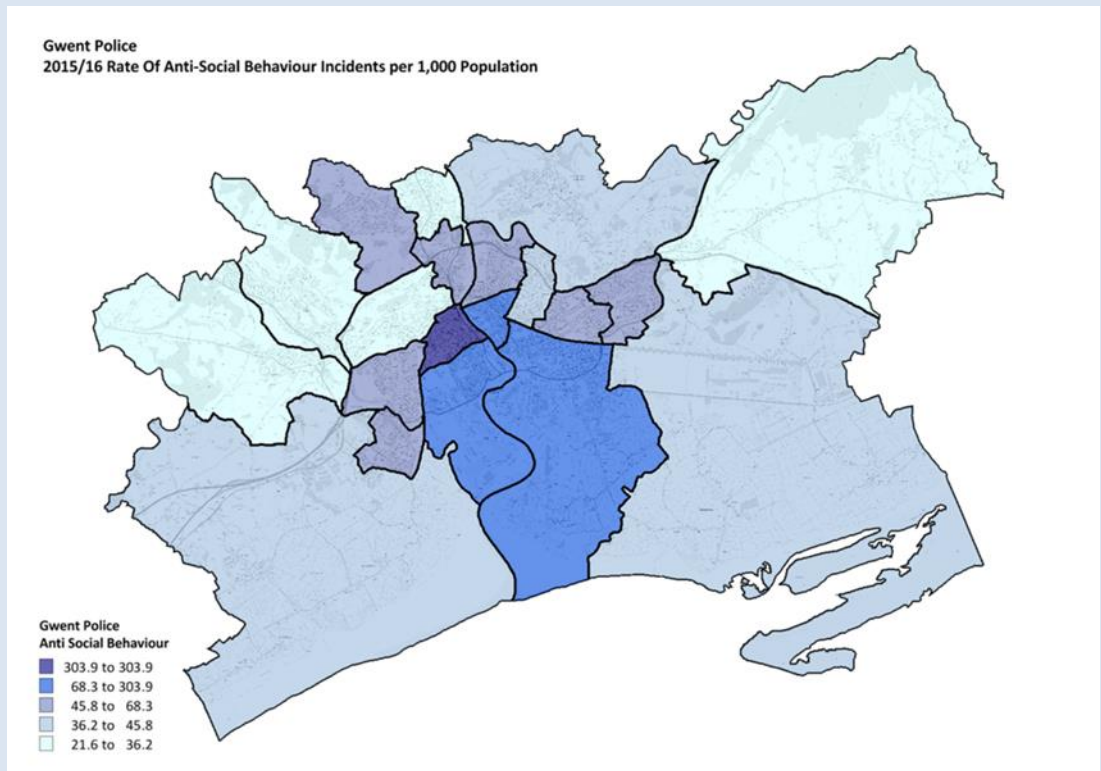 Gwent Police
2015/16 Rate Of Anti-Social Behaviour Incidents per 1,000 Population
Gwent Police
Anti Social Behaviour
303.9 to 303.9
68.3 to 303.9
45.8 to 68.3
36.2 to 45.8
21.6 to 36.2